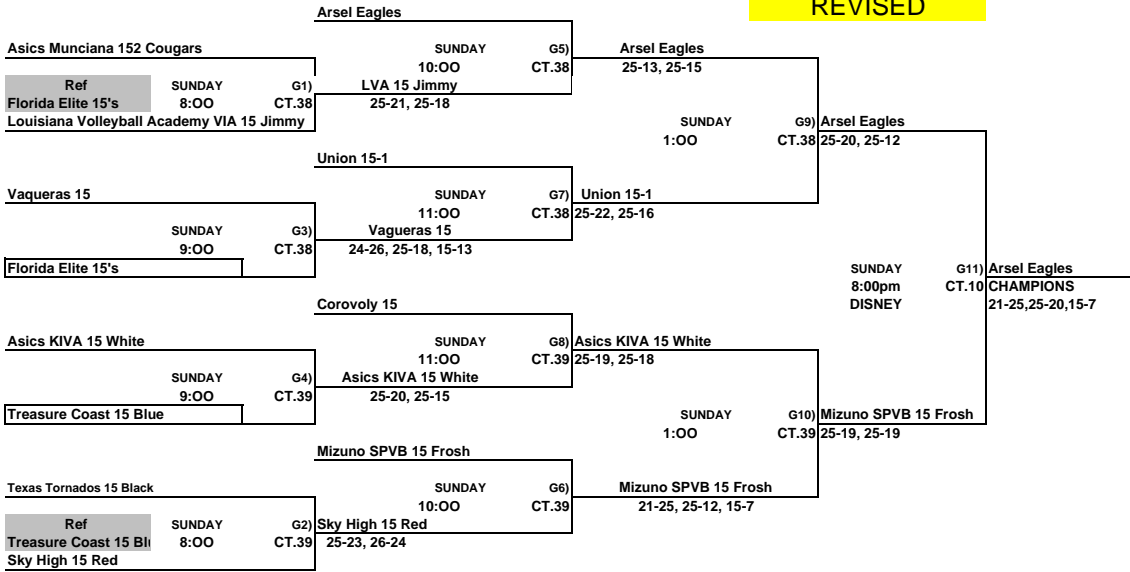 REVISED
Arsel Eagles
Asics Munciana 152 Cougars
SUNDAY G5) Arsel Eagles
10:OO CT.38 25-13, 25-15
Ref SUNDAY G1) LVA 15 Jimmy
Florida Elite 15's 8:OO CT.38 25-21, 25-18
Louisiana Volleyball Academy VIA 15 Jimmy
SUNDAY G9) Arsel Eagles
1:OO CT.38 25-20, 25-12
Union 15-1
Vaqueras 15 SUNDAY G7) Union 15-1
11:OO CT.38 25-22, 25-16
SUNDAY G3) Vagueras 15
9:OO CT.38 24-26, 25-18, 15-13
Florida Elite 15's
SUNDAY G11) Arsel Eagles
8:00pm CT.10 CHAMPIONS
DISNEY 21-25,25-20,15-7
Corovoly 15
Asics KIVA 15 White SUNDAY G8) Asics KIVA 15 White
11:OO CT.39 25-19, 25-18
SUNDAY G4) Asics KIVA 15 White
9:OO CT.39 25-20, 25-15
Treasure Coast 15 Blue
SUNDAY G10) Mizuno SPVB 15 Frosh
1:OO CT.39 25-19, 25-19
Mizuno SPVB 15 Frosh
Texas Tornados 15 Black SUNDAY G6) Mizuno SPVB 15 Frosh
10:OO CT.39 21-25, 25-12, 15-7
Ref SUNDAY G2) Sky High 15 Red
Treasure Coast 15 Bl 8:OO CT.39 25-23, 26-24
Sky High 15 Red